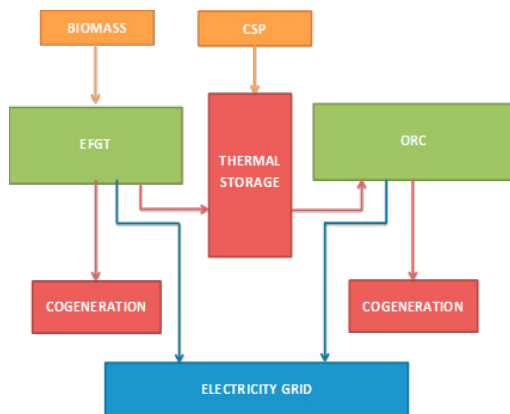 BIOMASS
CSP
EFGT
THERMAL
STORAGE
ORC
COGENERATION
COGENERATION
ELECTRICITY GRID